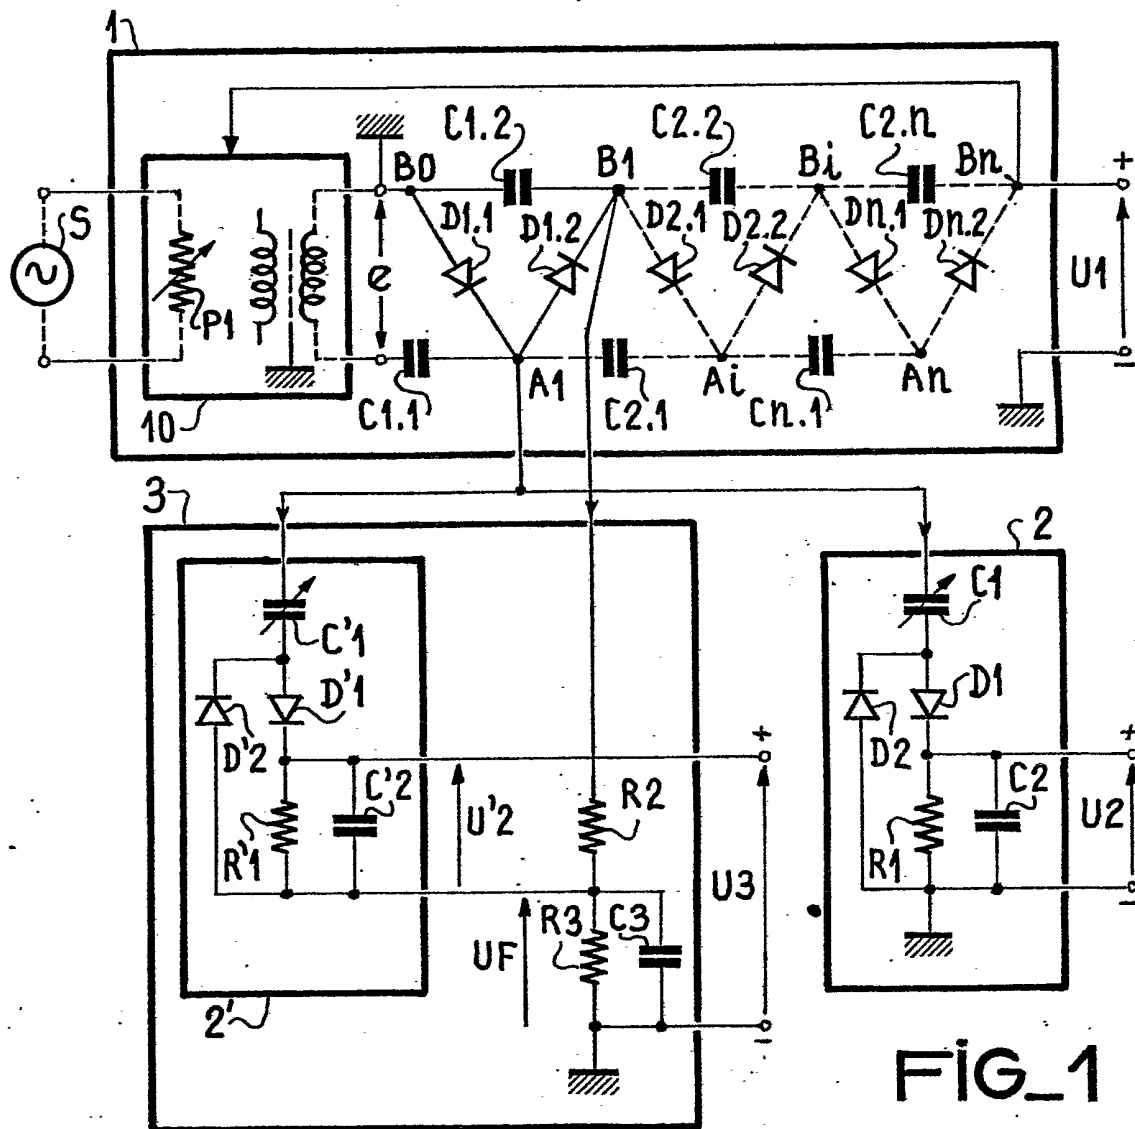 1
C1.2
C2.2
C2.n
B0
B1
Bi
Bn
+
S
D1.1
D1.2
D2.1
D2.2
Dn.1
Dn.2
e
U1
P1
A1
Ai
An
−
10
C1.1
C2.1
Cn.1
3
2
C'1
C1
D'1
D1
D'2
D2
+
+
C'2
R2
C2
U'2
U2
R'1
R1
U3
R3
C3
UF
−
2'
−
FiG_1